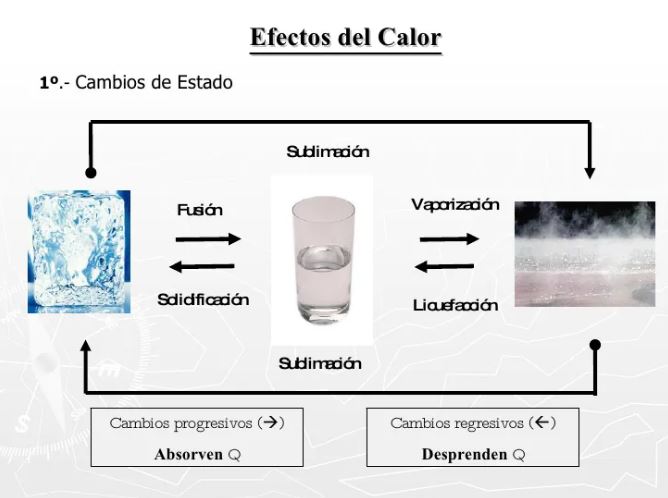 Efectos del Calor
1º.- Cambios de Estado
Sublimación
Fusión
Vaporización
Solidificación
Licuefacción
Sublimación
Cambios progresivos (→)
Absorven Q
Cambios regresivos (←)
Desprenden Q